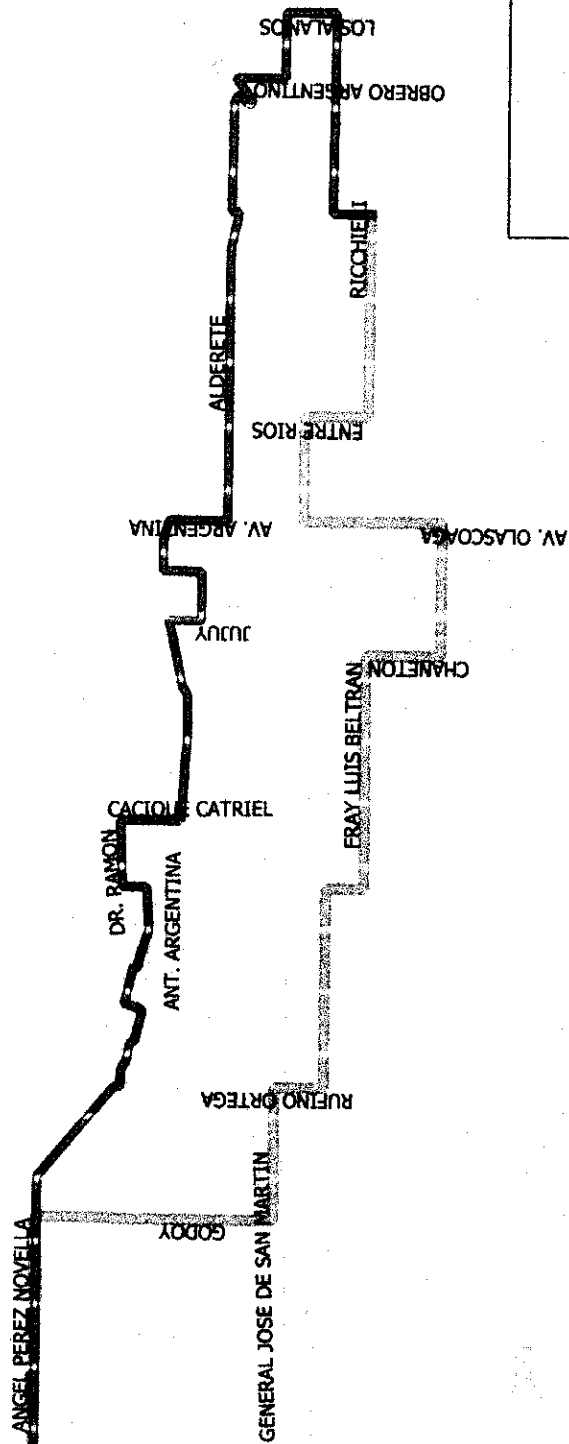 LOS ALAMOS
OBRERO ARGENTINO
RICCHIERI
ALDERETE
ENTRE RIOS
AV. ARGENTINA
AV. OLASCOAGA
JUJUY
CHANETON
FRAY LUIS BELTRAN
CACIQUE CATRIEL
DR. RAMON
ANT. ARGENTINA
RUFINO ORTEGA
GODOY
GENERAL JOSE DE SAN MARTIN
ANGEL PEREZ NOVELLA